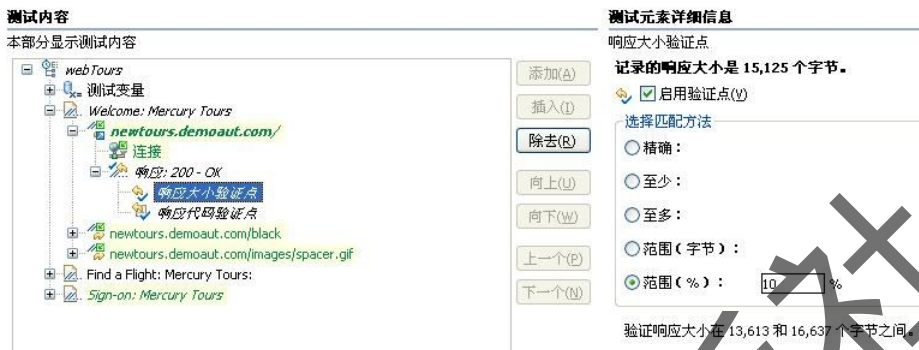 测试内容
本部分显示测试内容
webTours
测试变量
Welcome: Mercury Tours
newtours.demoaut.com/
连接
响应: 200 - OK
响应大小验证点
响应代码验证点
newtours.demoaut.com/black
newtours.demoaut.com/images/spacer.gif
Find a Flight: Mercury Tours:
Sign-on: Mercury Tours
添加(A)
插入(I)
除去(R)
向上(U)
向下(W)
上一个(P)
下一个(N)
测试元素详细信息
响应大小验证点
记录的响应大小是 15,125 个字节。
启用验证点(V)
选择匹配方法
精确：
至少：
至多：
范围(字节)：
范围(%)： 10 %
验证响应大小在 13,613 和 16,637 个字节之间。